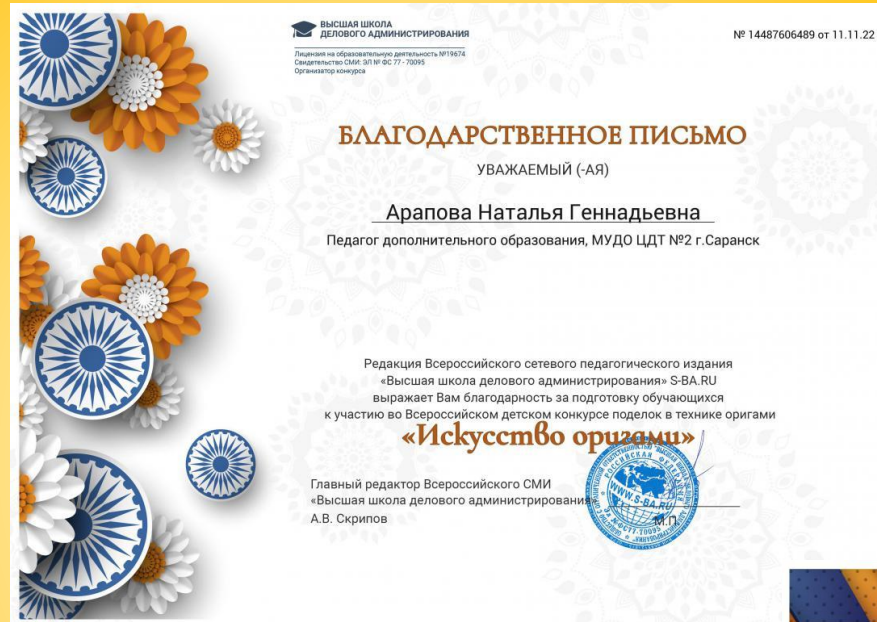 ВЫСШАЯ ШКОЛА
ДЕЛОВОГО АДМИНИСТРИРОВАНИЯ
Лицензия на образовательную деятельность №19674
Свидетельство СМИ: ЭЛ № ФС 77 - 70095
Организатор конкурса
№ 14487606489 от 11.11.22
БЛАГОДАРСТВЕННОЕ ПИСЬМО
УВАЖАЕМЫЙ (-АЯ)
Арапова Наталья Геннадьевна
Педагог дополнительного образования, МУДО ЦДТ №2 г.Саранск
Редакция Всероссийского сетевого педагогического издания
«Высшая школа делового администрирования» S-BA.RU
выражает Вам благодарность за подготовку обучающихся
к участию во Всероссийском детском конкурсе поделок в технике оригами
«Искусство оригами»
Главный редактор Всероссийского СМИ
«Высшая школа делового администрирования»
А.В. Скрипов
РОССИЙСКАЯ ФЕДЕРАЦИЯ
WWW.S-BA.RU
М.П.